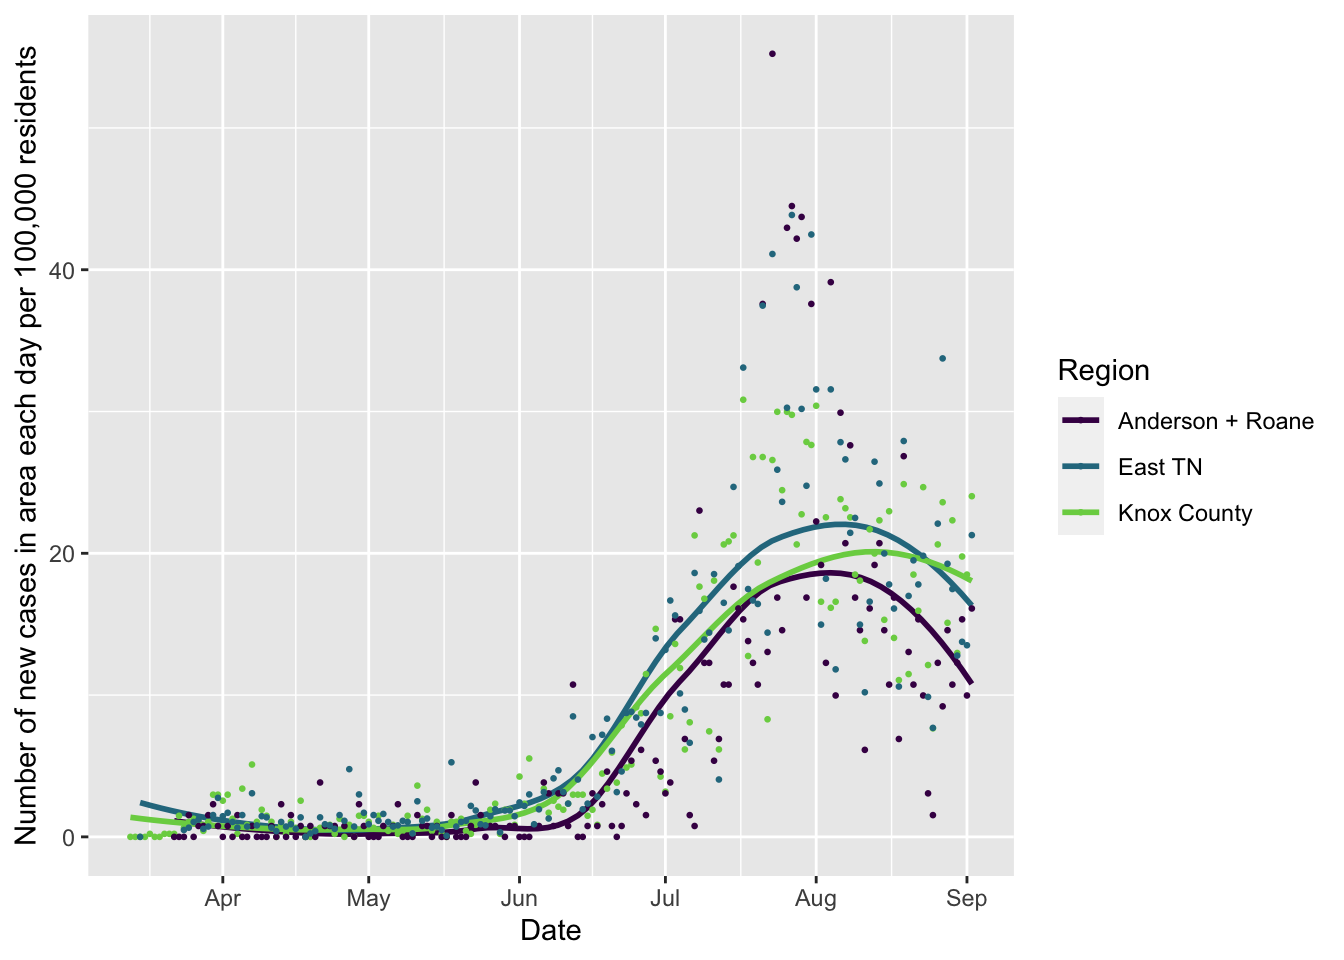 Number of new cases in area each day per 100,000 residents
40
20
0
Apr May Jun Jul Aug Sep
Date
Region
Anderson + Roane
East TN
Knox County